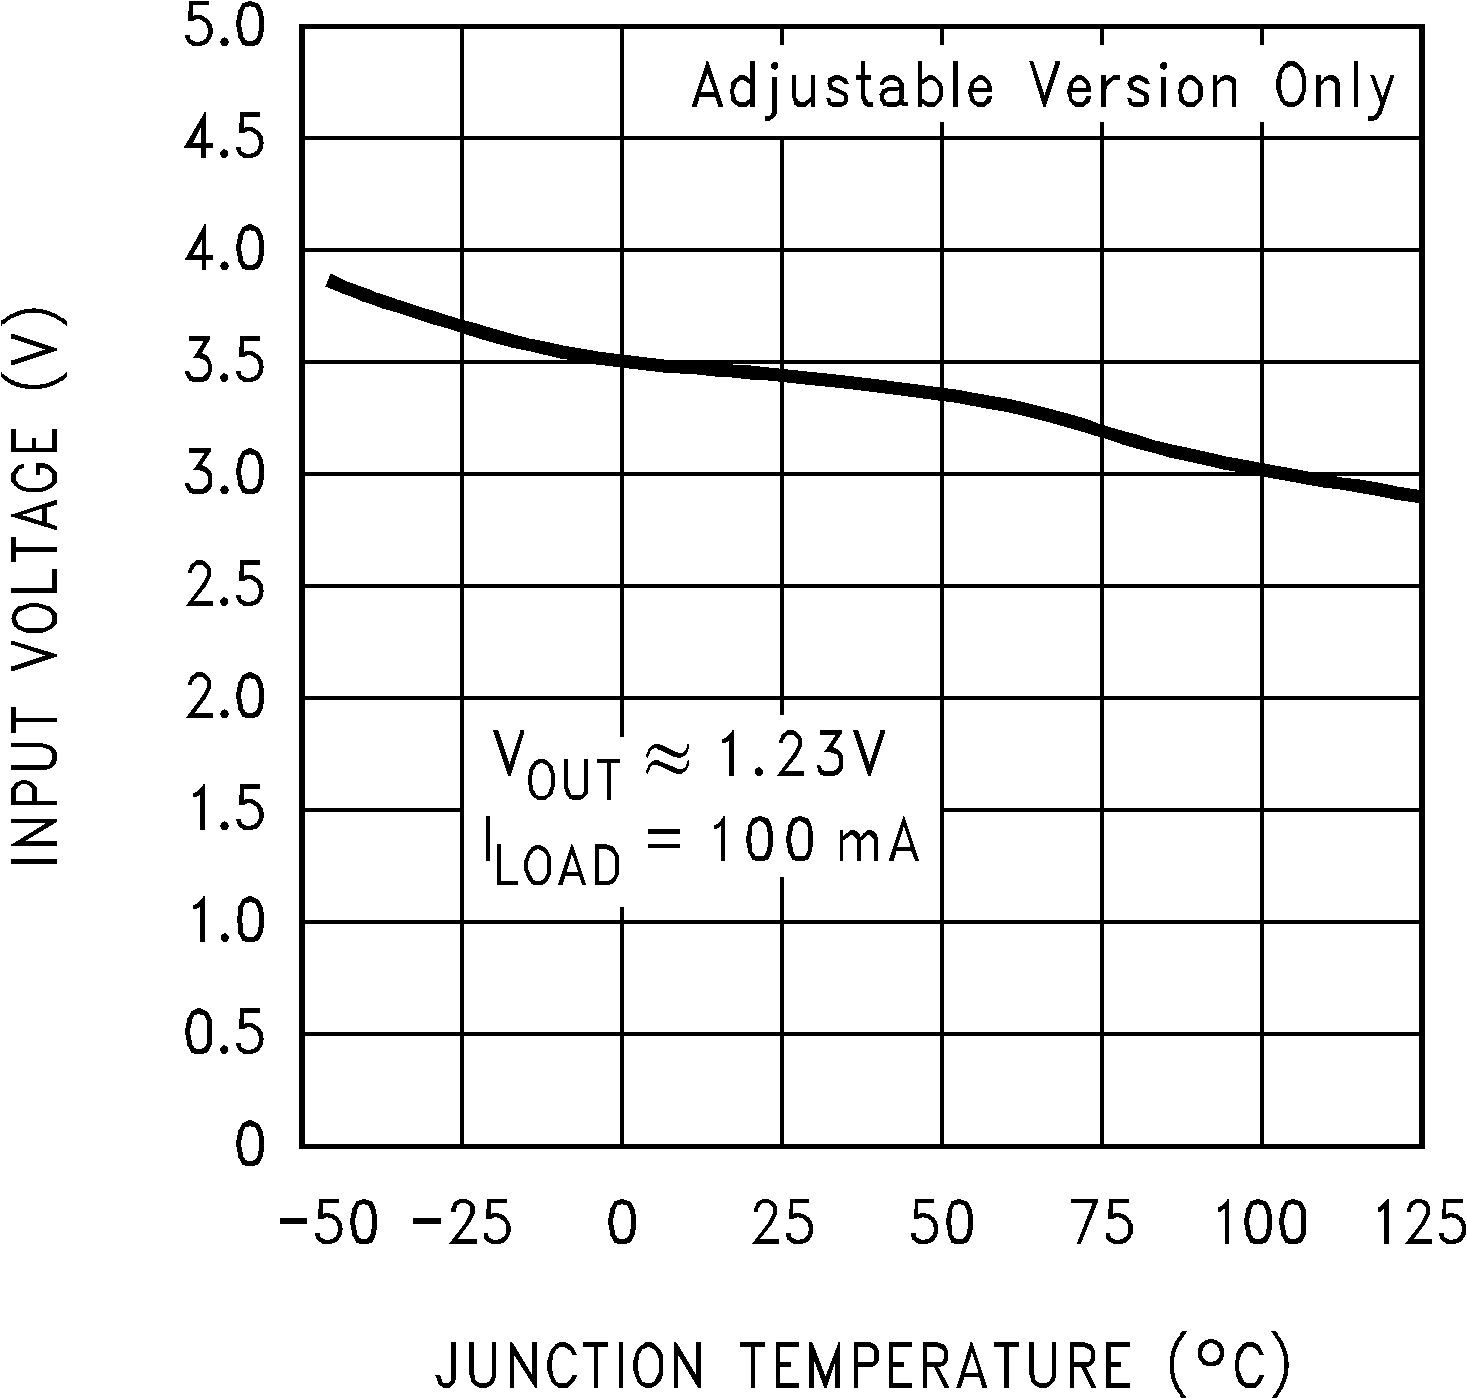 5.0
Adjustable Version Only
4.5
4.0
3.5
3.0
2.5
2.0
1.5
1.0
0.5
0
INPUT VOLTAGE (V)
VOUT ≈ 1.23V
ILOAD = 100 mA
−50 −25 0 25 50 75 100 125
JUNCTION TEMPERATURE (°C)